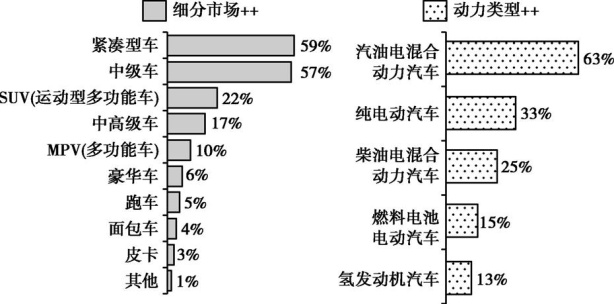 细分市场++
紧凑型车 59%
中级车 57%
SUV(运动型多功能车) 22%
中高级车 17%
MPV(多功能车) 10%
豪华车 6%
跑车 5%
面包车 4%
皮卡 3%
其他 1%
动力类型++
汽油电混合
动力汽车 63%
纯电动汽车 33%
柴油电混合
动力汽车 25%
燃料电池
电动汽车 15%
氢发动机汽车 13%